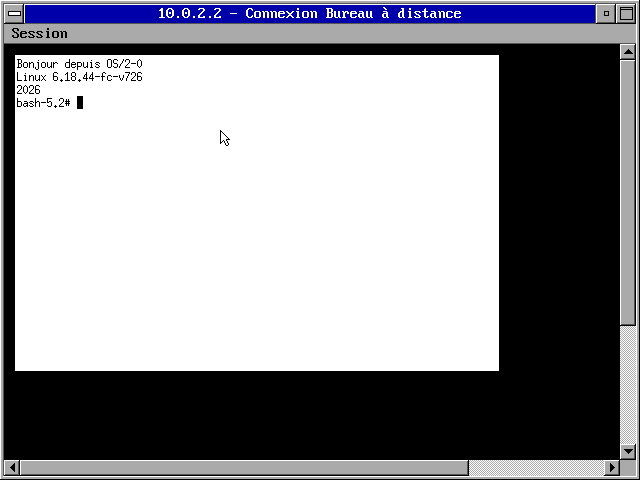 10.0.2.2 - Connexion Bureau à distance
Session
Bonjour depuis OS/2-0
Linux 6.18.44-fc-v726
2026
bash-5.2#